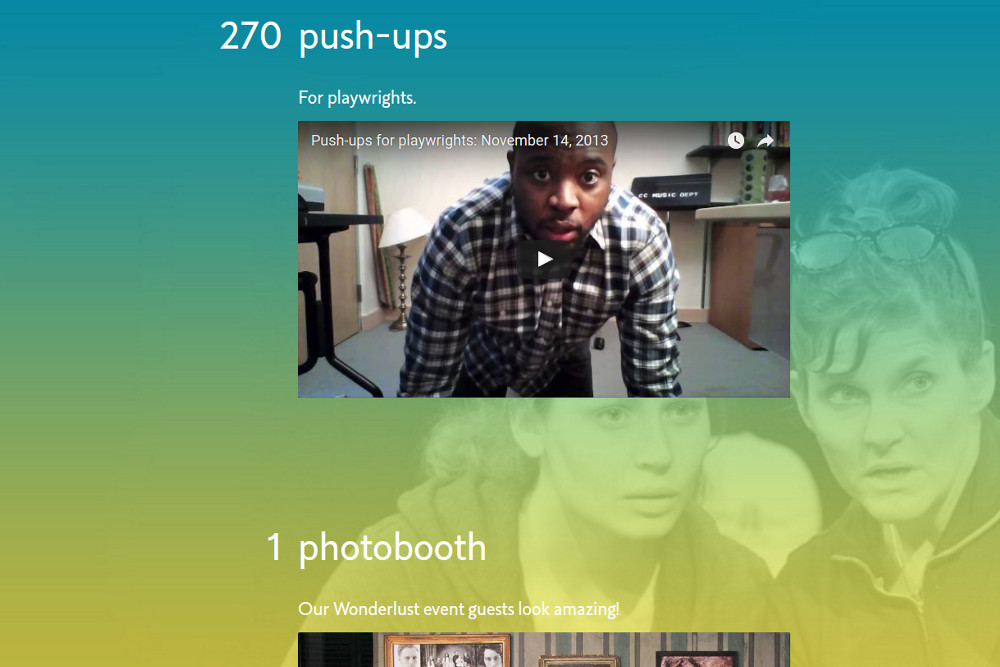 270 push-ups
For playwrights.
Push-ups for playwrights: November 14, 2013
CC MUSIC DEPT
1 photobooth
Our Wonderlust event guests look amazing!